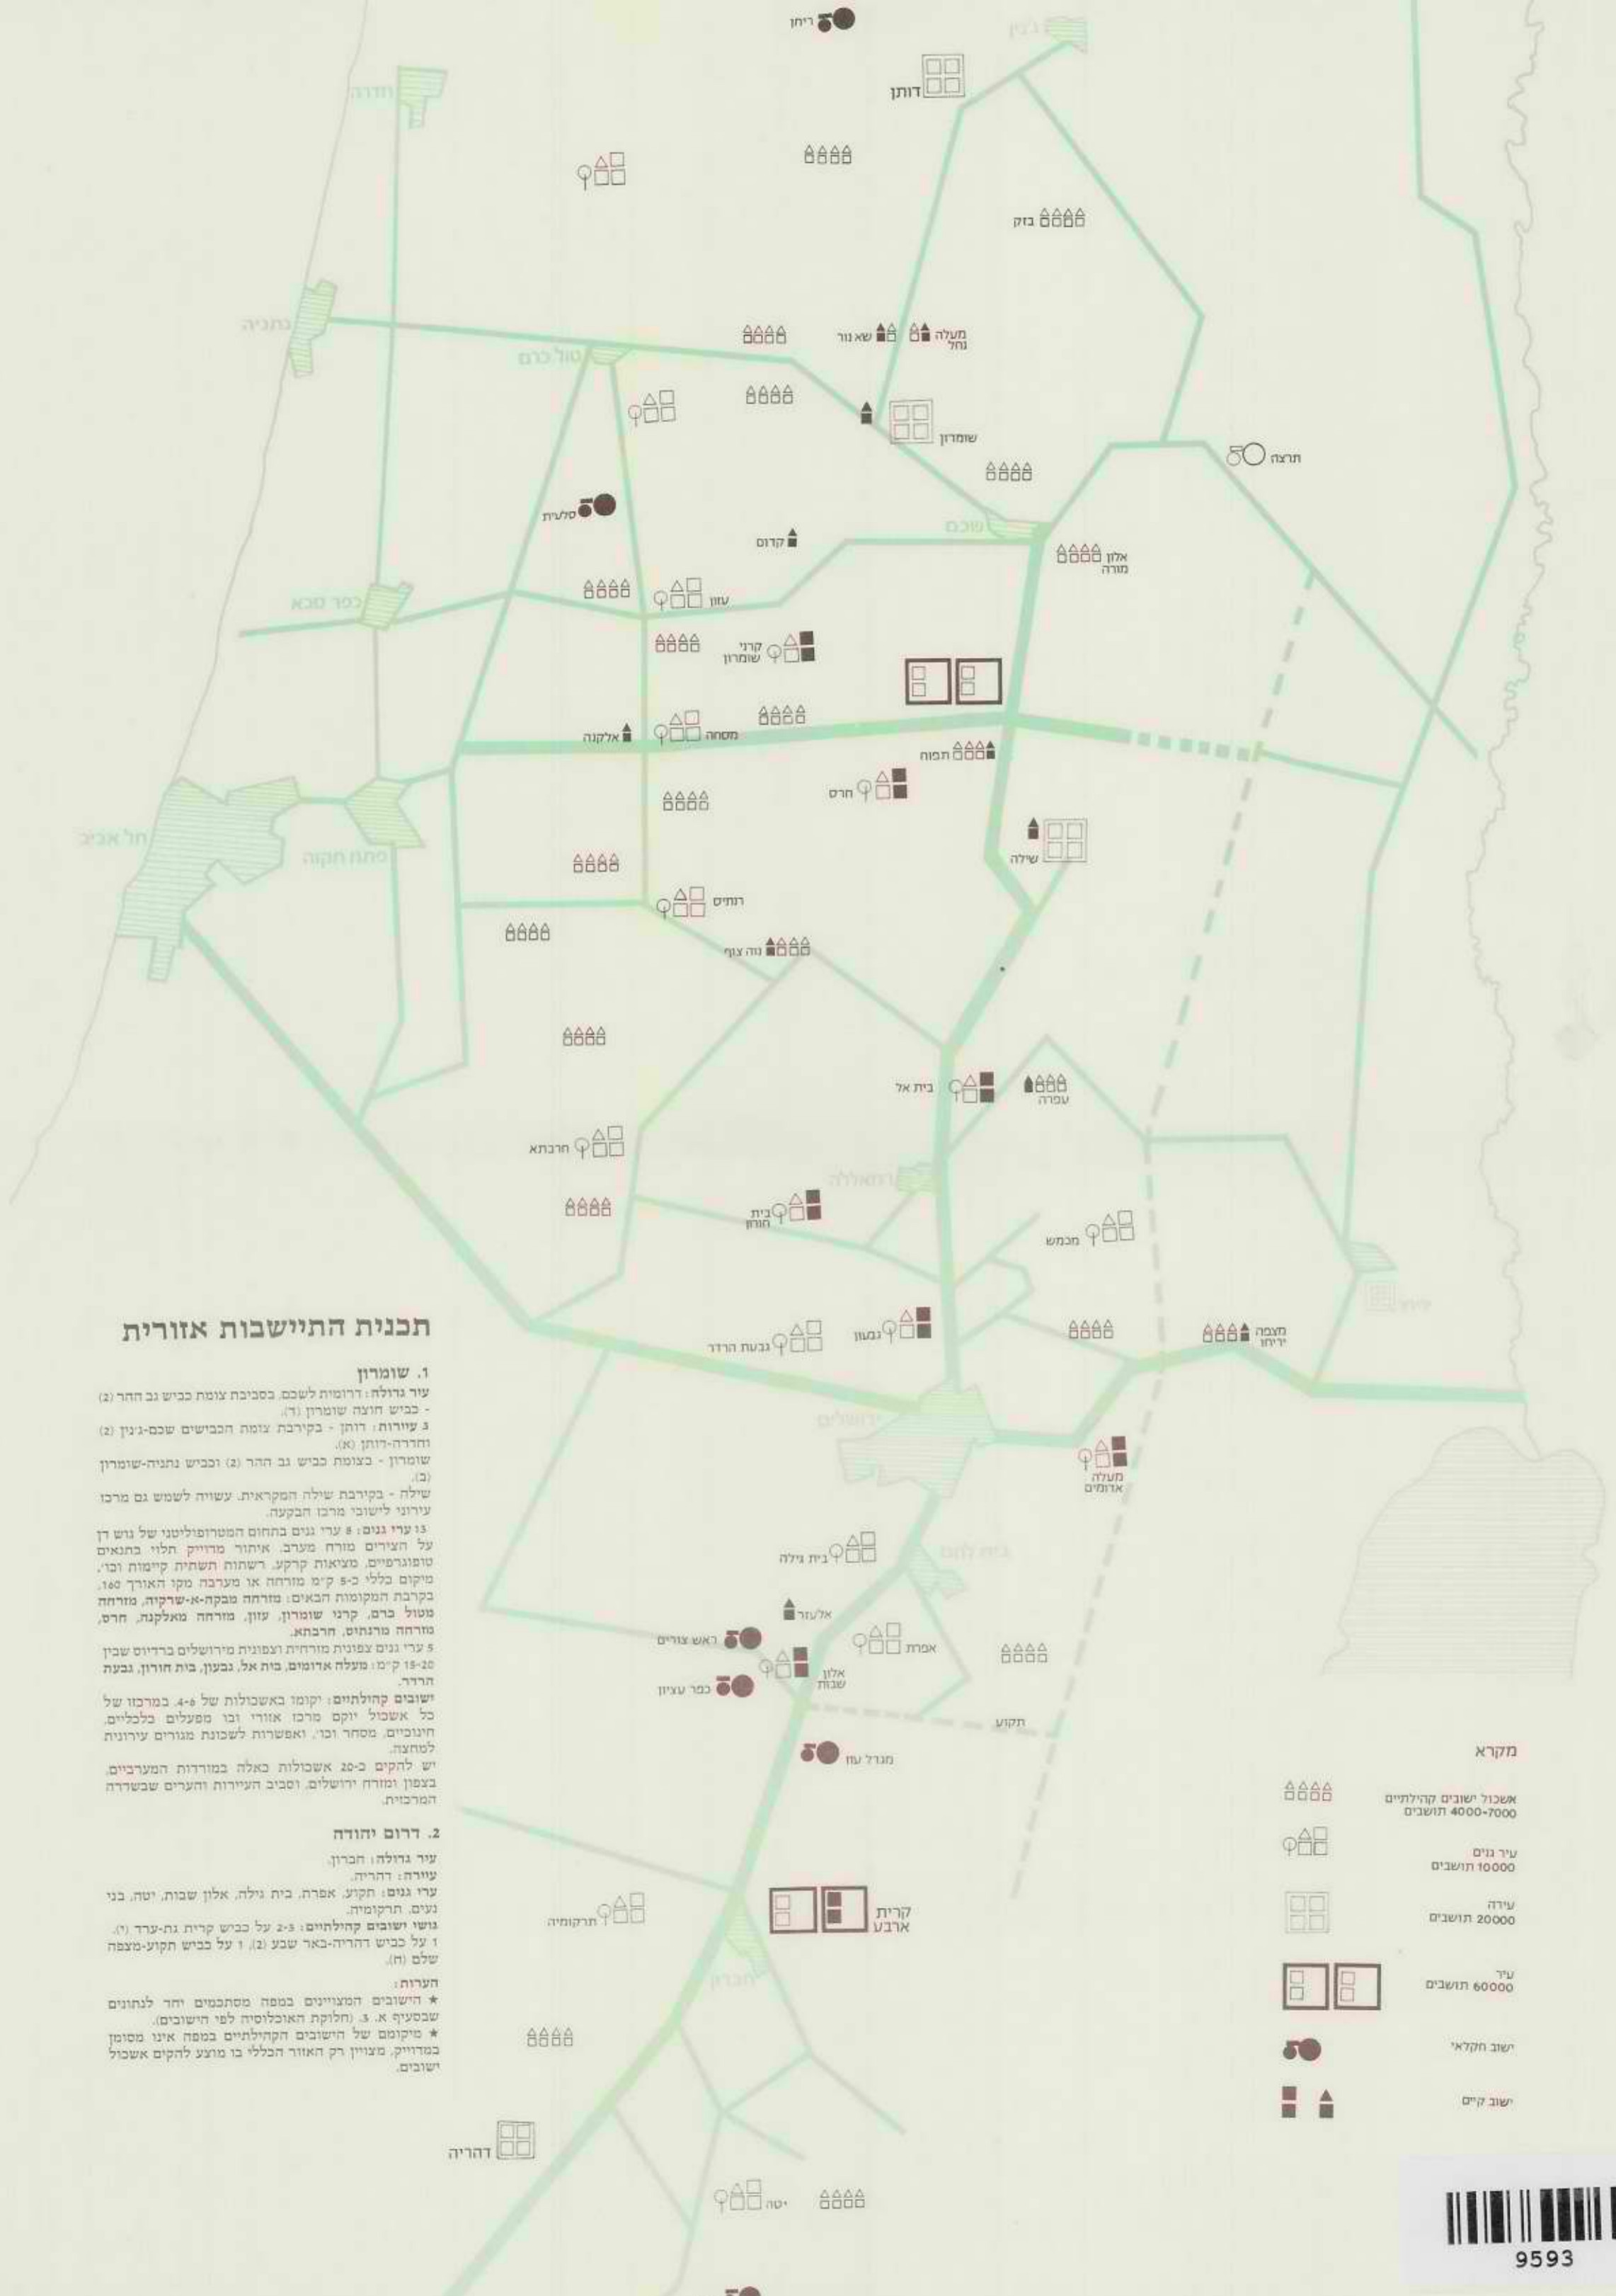 ריחן
ג'נין
דותן
חדרה
בזק
נתניה
טול כרם
שא נור
מעלה
נחל
שומרון
תרצה
סלעית
שכם
קדום
אלון
מורה
כפר סבא
עזון
קרני
שומרון
אלקנה
מסחה
תפוח
חרס
תל אביב
פתח תקוה
שילה
רנתיס
נוה צוף
בית אל
עפרה
חרבתא
רמאללה
בית
חורון
מכמש
גבעת הרדר
גבעון
מצפה
יריחו
יריחו
ירושלים
מעלה
אדומים
בית גילה
בית לחם
אלעזר
ראש צורים
אפרת
אלון
שבות
כפר עציון
תקוע
מגדל עוז
תרקומיה
קרית
ארבע
חברון
דהריה
יטה
תכנית התיישבות אזורית
1. שומרון
עיר גדולה: דרומית לשכם, בסביבת צומת כביש גב ההר (2)
- כביש חוצה שומרון (ד).
3 עיירות: דותן - בקירבת צומת הכבישים שכם-ג'נין (2)
וחדרה-דותן (א).
שומרון - בצומת כביש גב ההר (2) וכביש נתניה-שומרון
(ב).
שילה - בקירבת שילה המקראית, עשויה לשמש גם מרכז
עירוני לישובי מרכז הבקעה.
13 ערי גנים: 8 ערי גנים בתחום המטרופוליטני של גוש דן
על הצירים מזרח מערב. איתור מדוייק תלוי בתנאים
טופוגרפיים, מציאות קרקע, רשתות תשתית קיימות וכו',
מיקום כללי כ-5 ק"מ מזרחה או מערבה מקו האורך 160,
בקרבת המקומות הבאים: מזרחה מבקה-א-שרקיה, מזרחה
מטול כרם, קרני שומרון, עזון, מזרחה מאלקנה, חרס,
מזרחה מרנתיס, חרבתא.
5 ערי גנים צפונית מזרחית וצפונית מירושלים ברדיוס שבין
15-20 ק"מ: מעלה אדומים, בית אל, גבעון, בית חורון, גבעת
הרדר.
ישובים קהילתיים: יקומו באשכולות של 4-6. במרכזו של
כל אשכול יוקם מרכז אזורי ובו מפעלים כלכליים,
חינוכיים, מסחר וכו', ואפשרות לשכונת מגורים עירונית
למחצה.
יש להקים כ-20 אשכולות כאלה במורדות המערביים,
בצפון ומזרח ירושלים, וסביב העיירות והערים שבשדרה
המרכזית.
2. דרום יהודה
עיר גדולה: חברון.
עיירה: דהריה.
ערי גנים: תקוע, אפרת, בית גילה, אלון שבות, יטה, בני
נעים, תרקומיה.
גושי ישובים קהילתיים: 2-3 על כביש קרית גת-ערד (י),
1 על כביש דהריה-באר שבע (2), 1 על כביש תקוע-מצפה
שלם (ח).
הערות:
★ הישובים המצויינים במפה מסתכמים יחד לנתונים
שבסעיף א. 3. (חלוקת האוכלוסיה לפי הישובים).
★ מיקומם של הישובים הקהילתיים במפה אינו מסומן
במדוייק, מצויין רק האזור הכללי בו מוצע להקים אשכול
ישובים.
מקרא
אשכול ישובים קהילתיים
4000-7000 תושבים
עיר גנים
10000 תושבים
עירה
20000 תושבים
עיר
60000 תושבים
ישוב חקלאי
ישוב קיים
9593